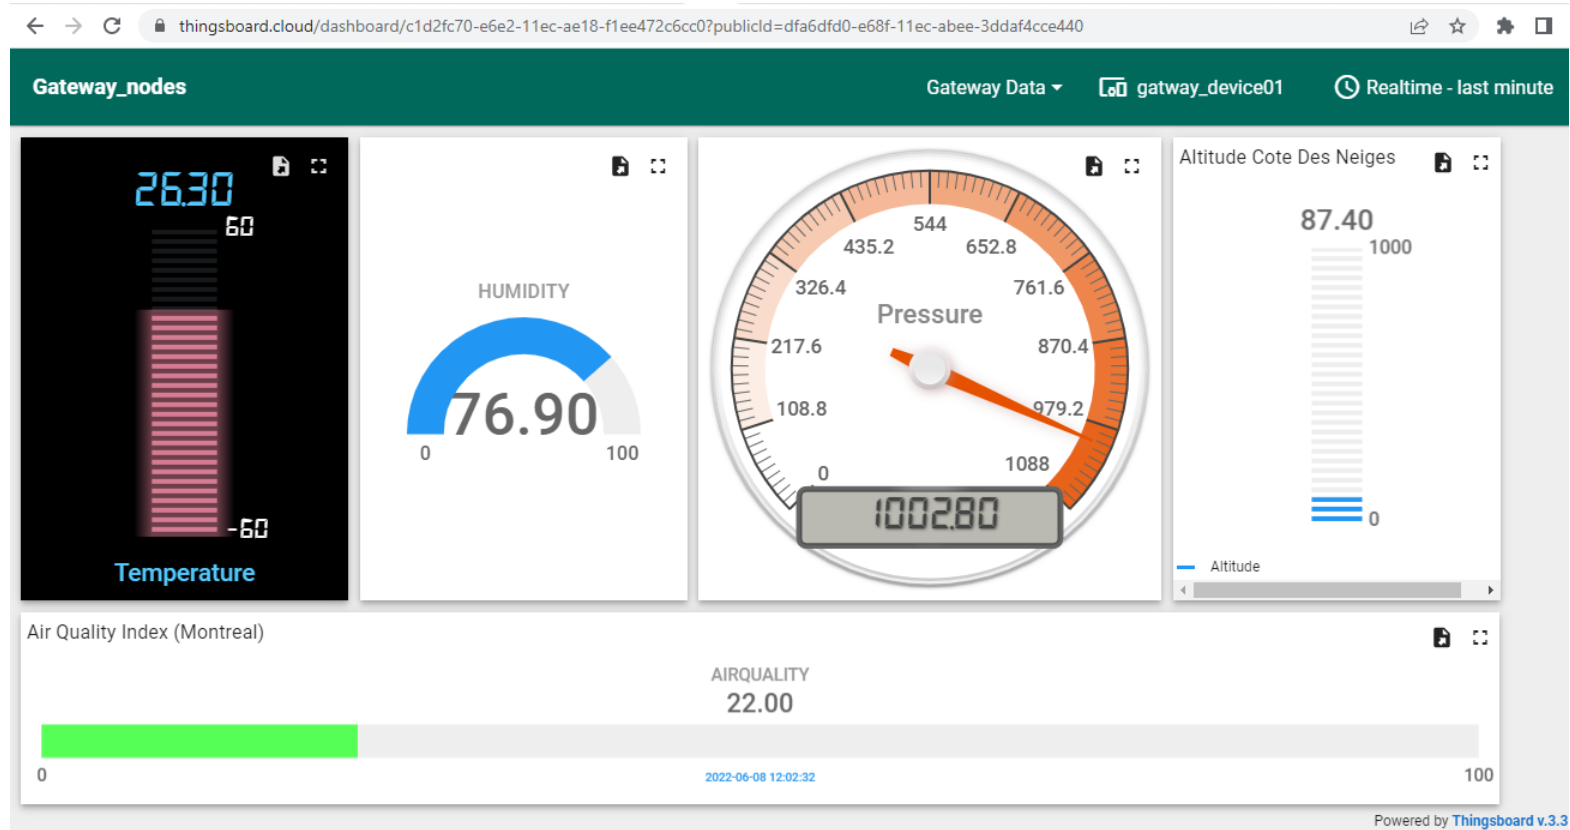 thingsboard.cloud/dashboard/c1d2fc70-e6e2-11ec-ae18-f1ee472c6cc0?publicId=dfa6dfd0-e68f-11ec-abee-3ddaf4cce440
Gateway_nodes
Gateway Data
gatway_device01
Realtime - last minute
26.30
60
-60
Temperature
HUMIDITY
76.90
0
100
544
435.2
652.8
326.4
761.6
Pressure
217.6
870.4
108.8
979.2
0
1088
1002.80
Altitude Cote Des Neiges
87.40
1000
0
Altitude
Air Quality Index (Montreal)
AIRQUALITY
22.00
0
2022-06-08 12:02:32
100
Powered by Thingsboard v.3.3